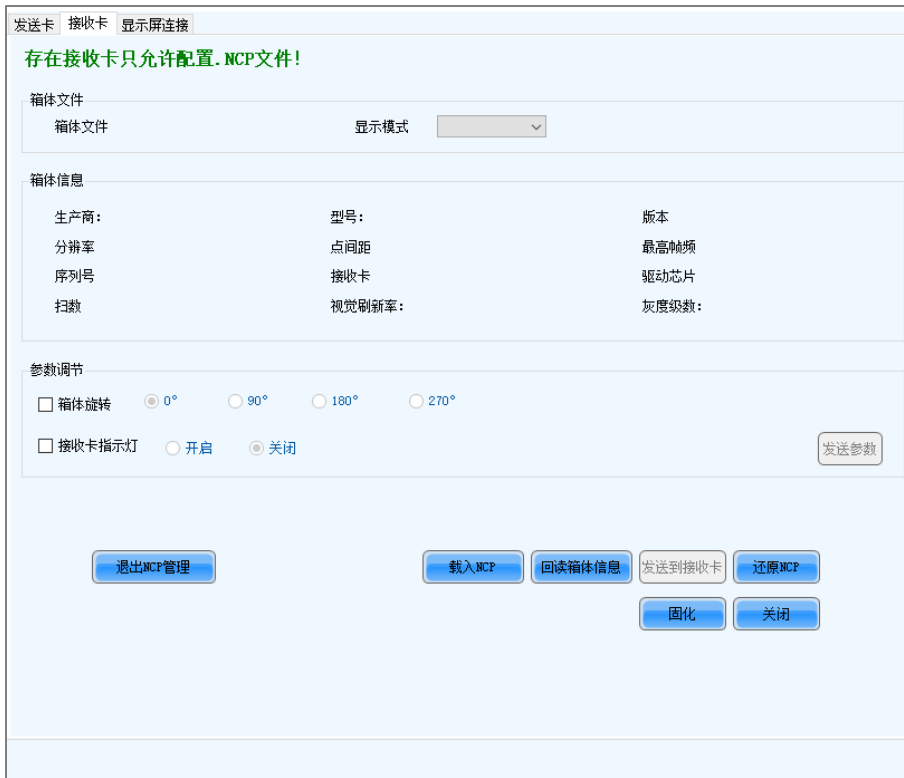 发送卡 接收卡 显示屏连接
存在接收卡只允许配置.NCP文件!
箱体文件
箱体文件 显示模式
箱体信息
生产商: 型号: 版本
分辨率 点间距 最高帧频
序列号 接收卡 驱动芯片
扫数 视觉刷新率: 灰度级数:
参数调节
箱体旋转 0° 90° 180° 270°
接收卡指示灯 开启 关闭 发送参数
退出NCP管理 载入NCP 回读箱体信息 发送到接收卡 还原NCP
固化 关闭